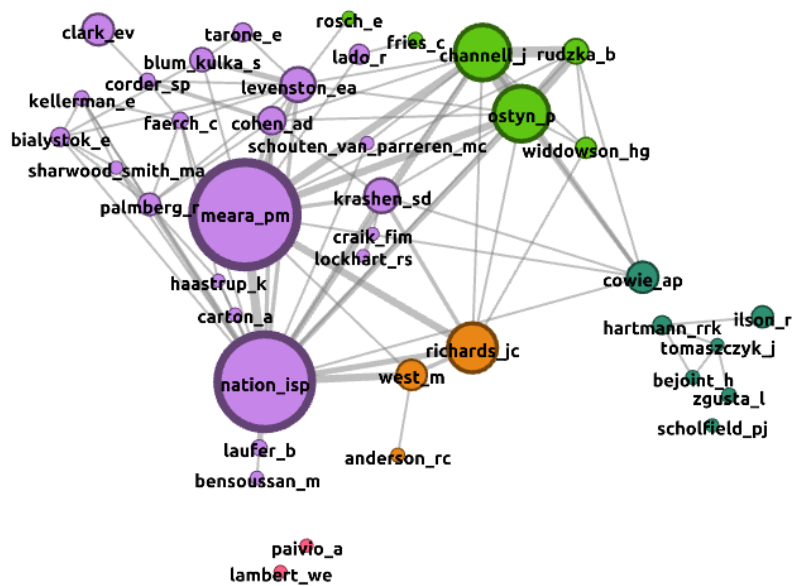 rosch_e
clark_ev
tarone_e
fries_c
lado_r
channell_j
rudzka_b
blum_kulka_s
corder_sp
levenston_ea
kellerman_e
ostyn_p
faerch_c
cohen_ad
bialystok_e
schouten_van_parreren_mc
widdowson_hg
sharwood_smith_ma
krashen_sd
palmberg_r
meara_pm
craik_fim
lockhart_rs
haastrup_k
cowie_ap
carton_a
ilson_r
hartmann_rrk
tomaszczyk_j
richards_jc
west_m
nation_isp
bejoint_h
zgusta_l
scholfield_pj
laufer_b
anderson_rc
bensoussan_m
paivio_a
lambert_we